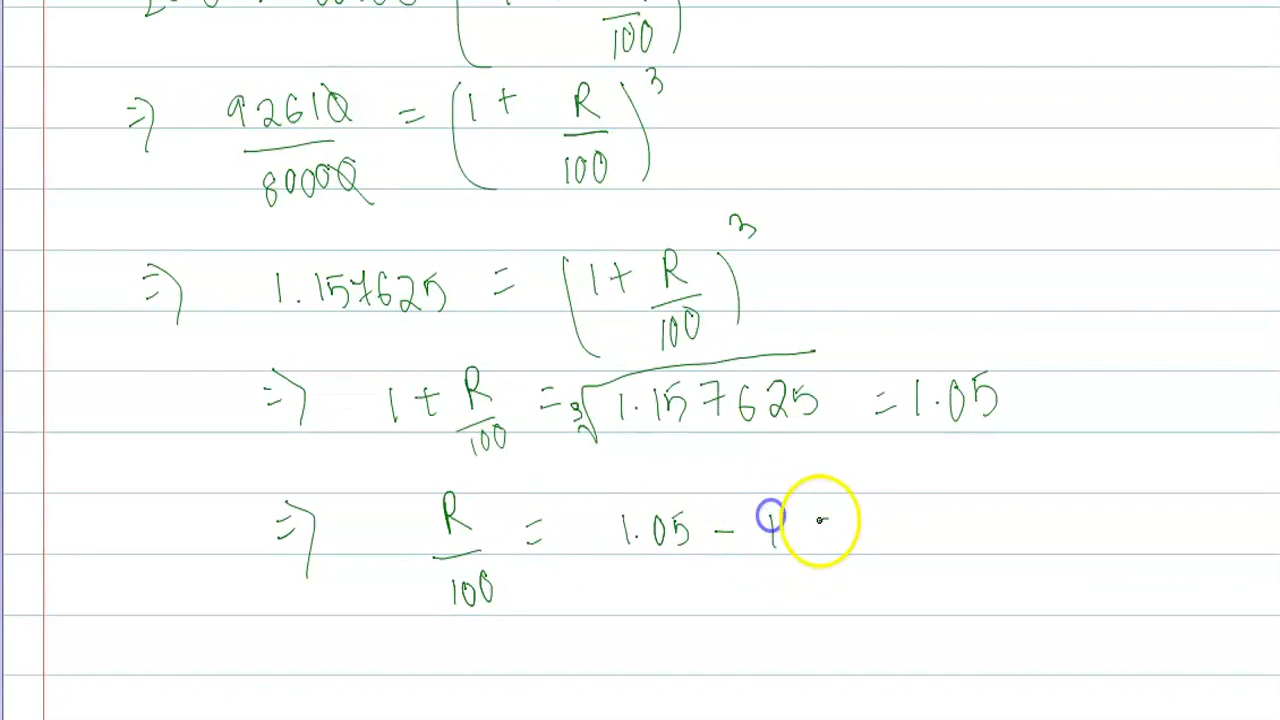 100
⇒ 92610/80000 = (1 + R/100)^3
⇒ 1.157625 = (1 + R/100)^3
⇒ 1 + R/100 = ∛1.157625 = 1.05
⇒ R/100 = 1.05 - 1